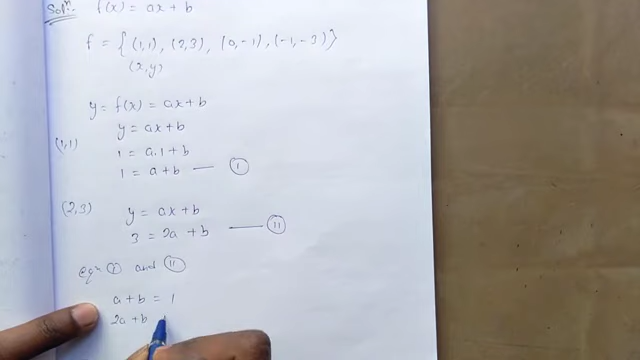 Solⁿ. f(x) = ax + b
f = {(1,1), (2,3), (0,-1), (-1,-3)}
(x,y)
y = f(x) = ax + b
y = ax + b
(1,1)
1 = a.1 + b
1 = a + b — (I)
(2,3) y = ax + b
3 = 2a + b — (II)
eqⁿ (I) and (II)
a + b = 1
2a + b